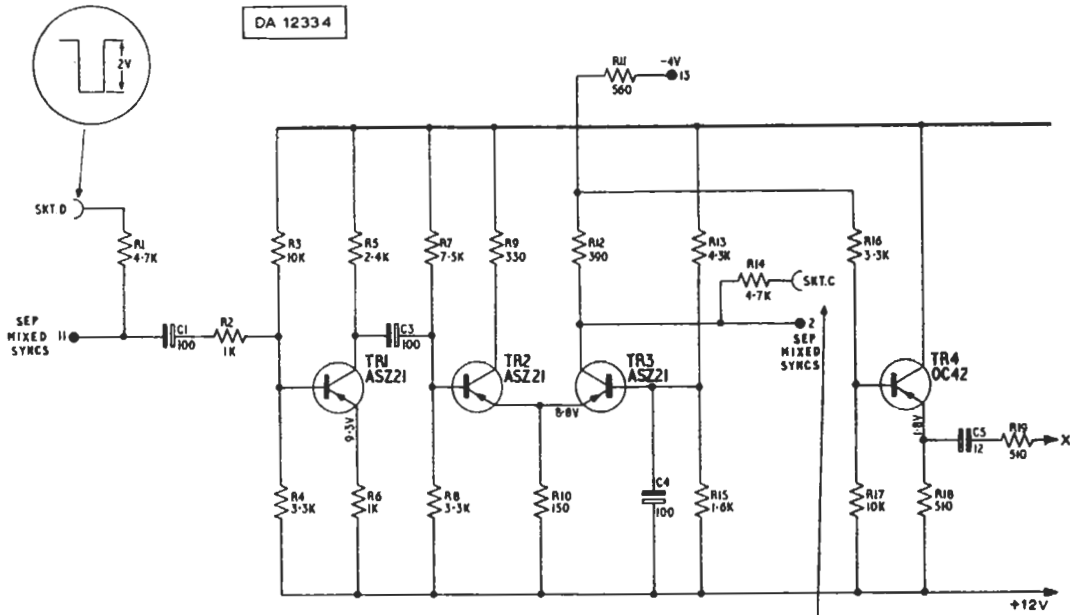 DA 12334
2V
SKT.D
R1
4.7K
SEP
MIXED
SYNCS
11
C1
100
R2
1K
R3
10K
R4
3.3K
R5
2.4K
TR1
ASZ21
9.3V
R6
1K
C3
100
R7
7.5K
R8
3.3K
R9
330
TR2
ASZ21
8.8V
R10
150
R11
560
-4V
13
R12
390
TR3
ASZ21
C4
100
R13
4.3K
R14
4.7K
SKT.C
2
SEP
MIXED
SYNCS
R15
1.6K
R16
3.3K
R17
10K
TR4
OC42
1.8V
R18
510
C5
12
R19
510
X
+12V